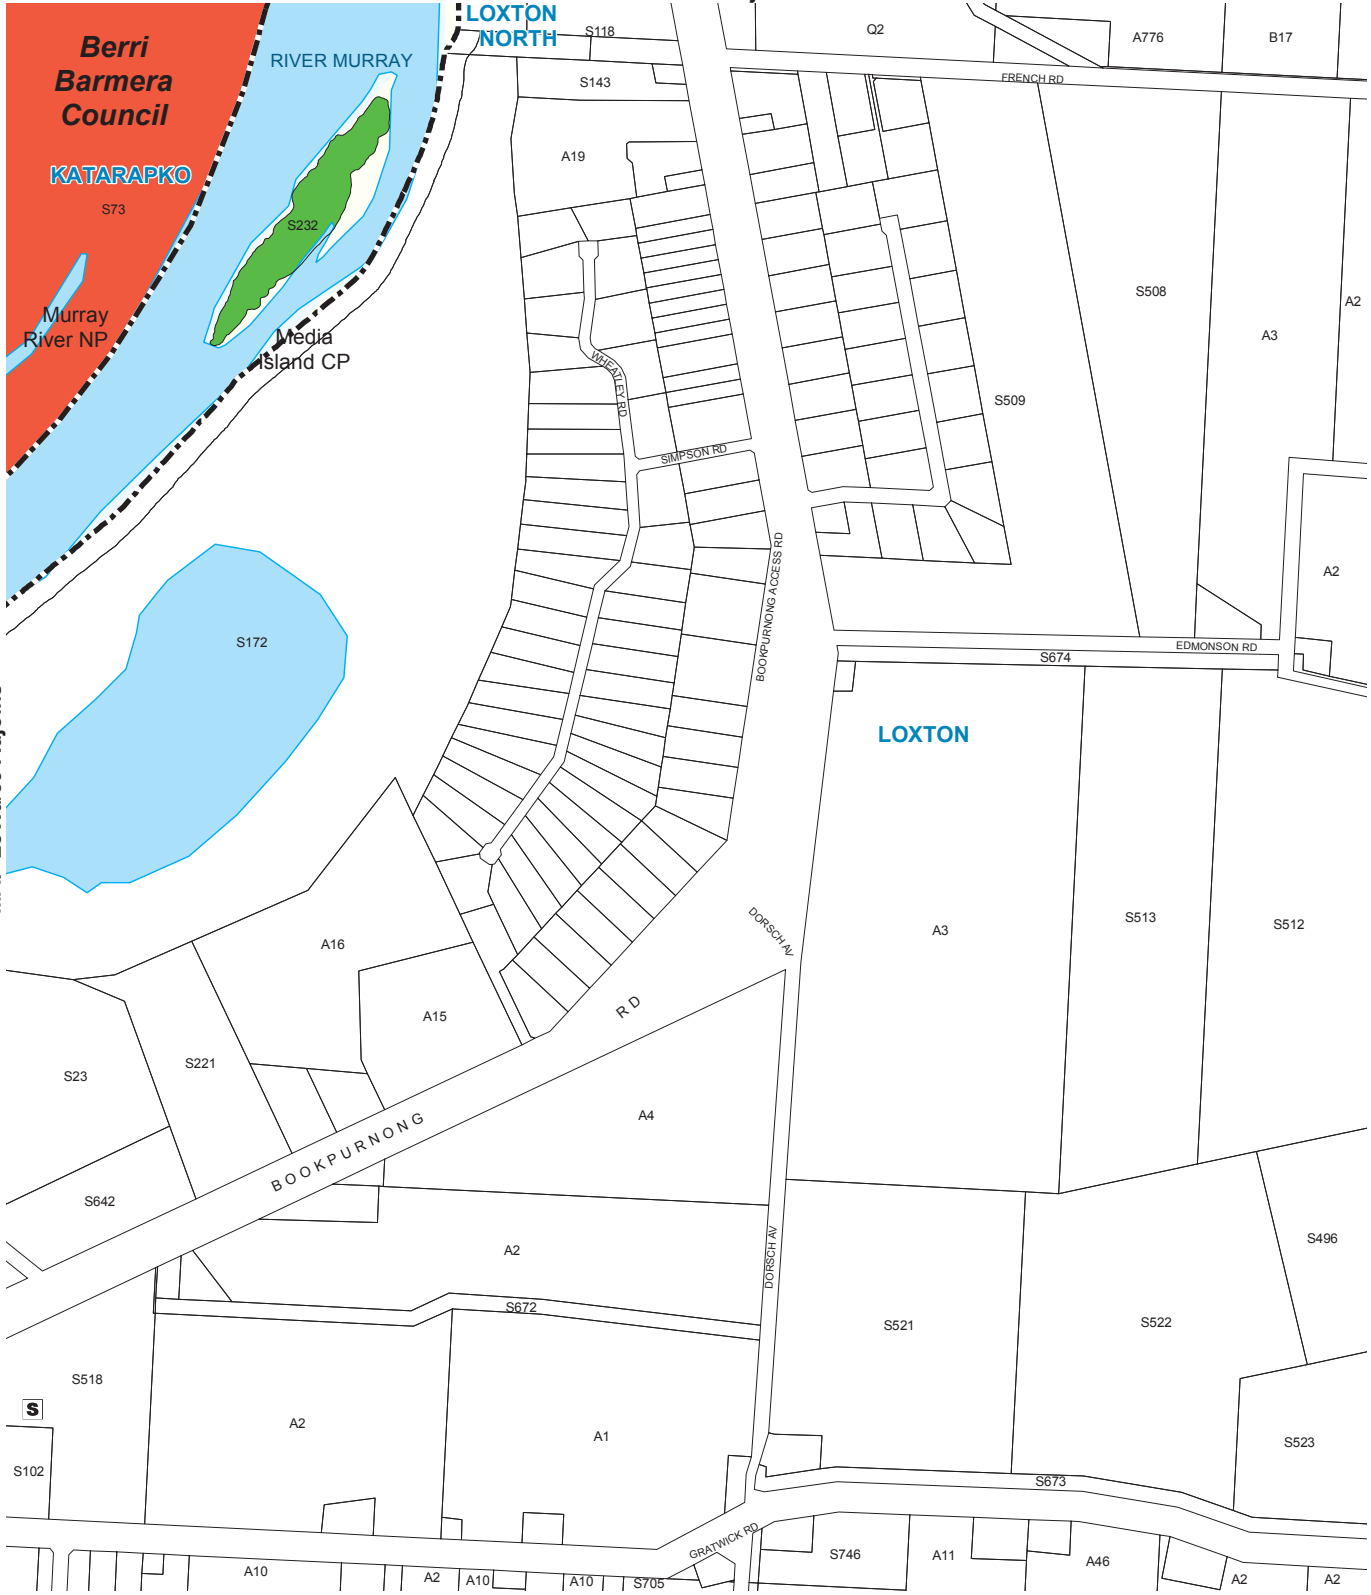 LOXTON
NORTH
Berri
Barmera
Council
RIVER MURRAY
S118
Q2
A776
B17
FRENCH RD
S143
A19
KATARAPKO
S73
S232
Murray
River NP
Media
Island CP
S508
A2
A3
WHEATLEY RD
S509
SIMPSON RD
BOOKPURNONG ACCESS RD
A2
S172
EDMONSON RD
S674
LOXTON
DORSCH AV
A3
S513
S512
A16
A15
RD
S23
S221
A4
BOOKPURNONG
S642
A2
DORSCH AV
S496
S672
S521
S522
S518
S
A2
A1
S523
S102
S673
GRATWICK RD
S746
A11
A46
A10
A2
A10
A10
S705
A2
A2